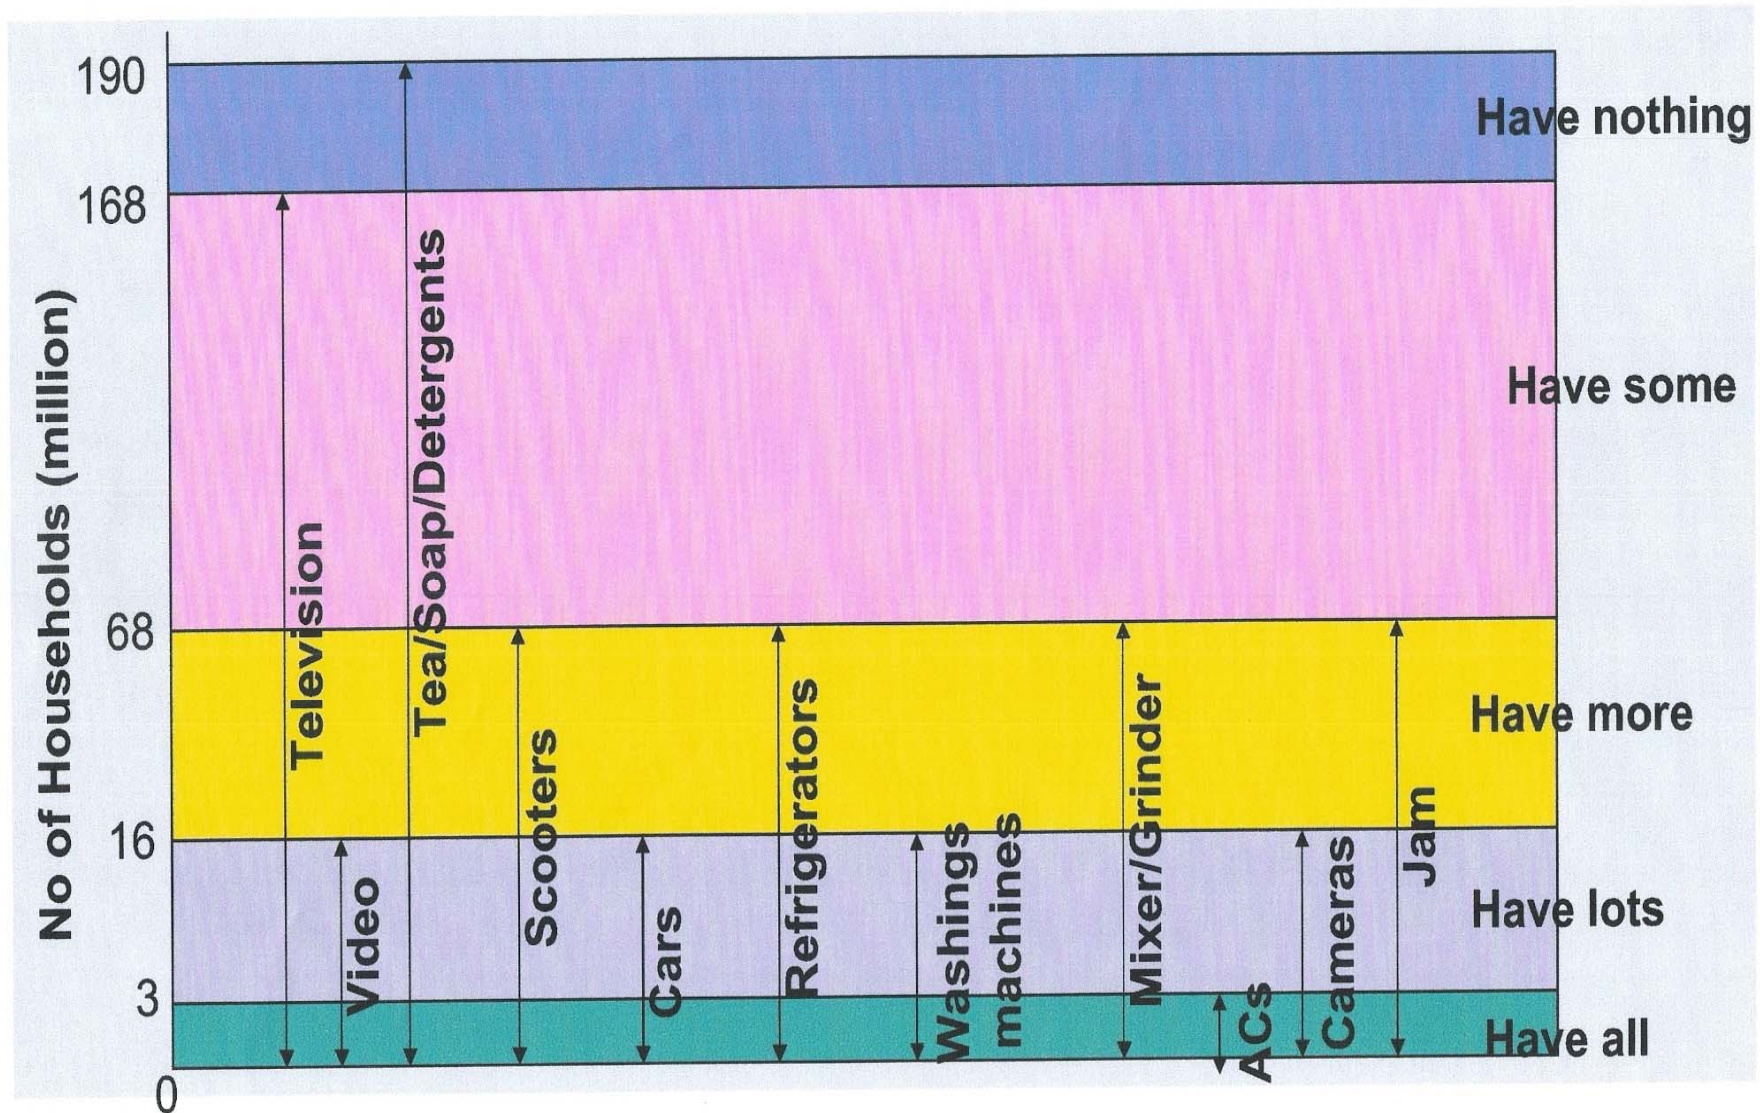 No of Households (million)
190
168
68
16
3
0
Have nothing
Have some
Have more
Have lots
Have all
Television
Video
Tea/Soap/Detergents
Scooters
Cars
Refrigerators
Washings
machines
Mixer/Grinder
ACs
Cameras
Jam